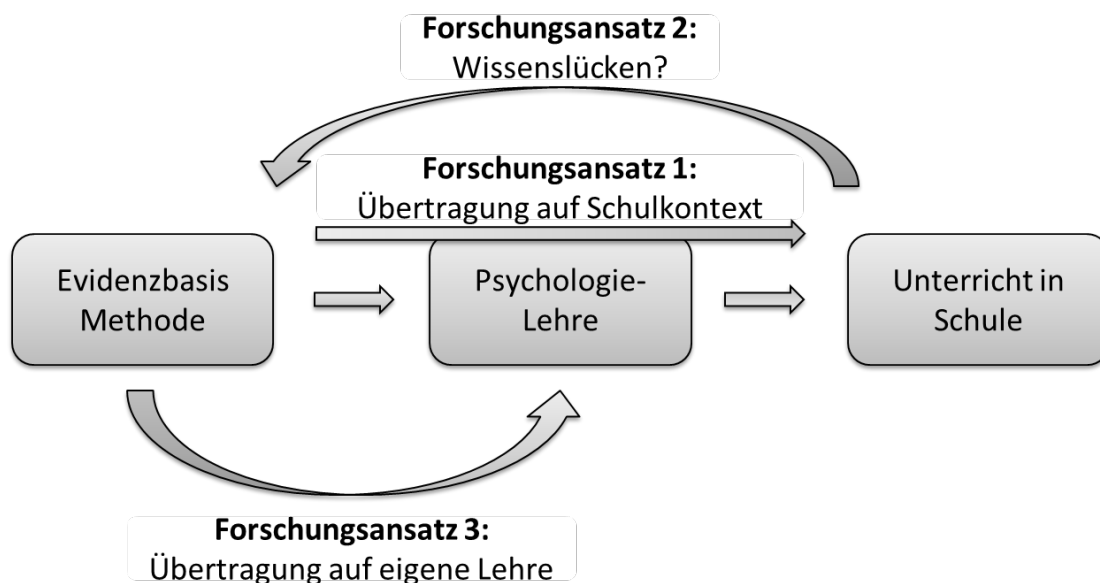 Forschungsansatz 2:
Wissenslücken?
Forschungsansatz 1:
Übertragung auf Schulkontext
Evidenzbasis
Methode
Psychologie-
Lehre
Unterricht in
Schule
Forschungsansatz 3:
Übertragung auf eigene Lehre